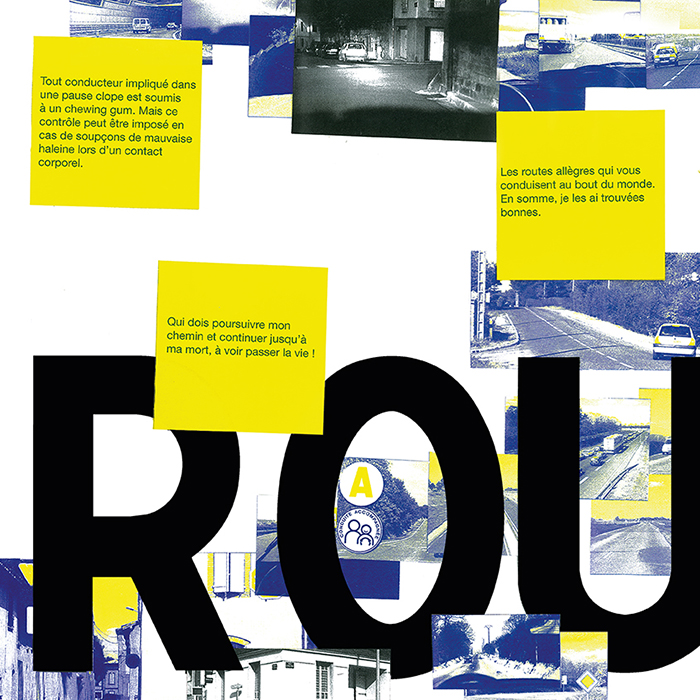 Tout conducteur impliqué dans
une pause clope est soumis
à un chewing gum. Mais ce
contrôle peut être imposé en
cas de soupçons de mauvaise
haleine lors d'un contact
corporel.
Les routes allègres qui vous
conduisent au bout du monde.
En somme, je les ai trouvées
bonnes.
Qui dois poursuivre mon
chemin et continuer jusqu'à
ma mort, à voir passer la vie !
ROU
A
CONDUITE ACCOMPAGNÉE